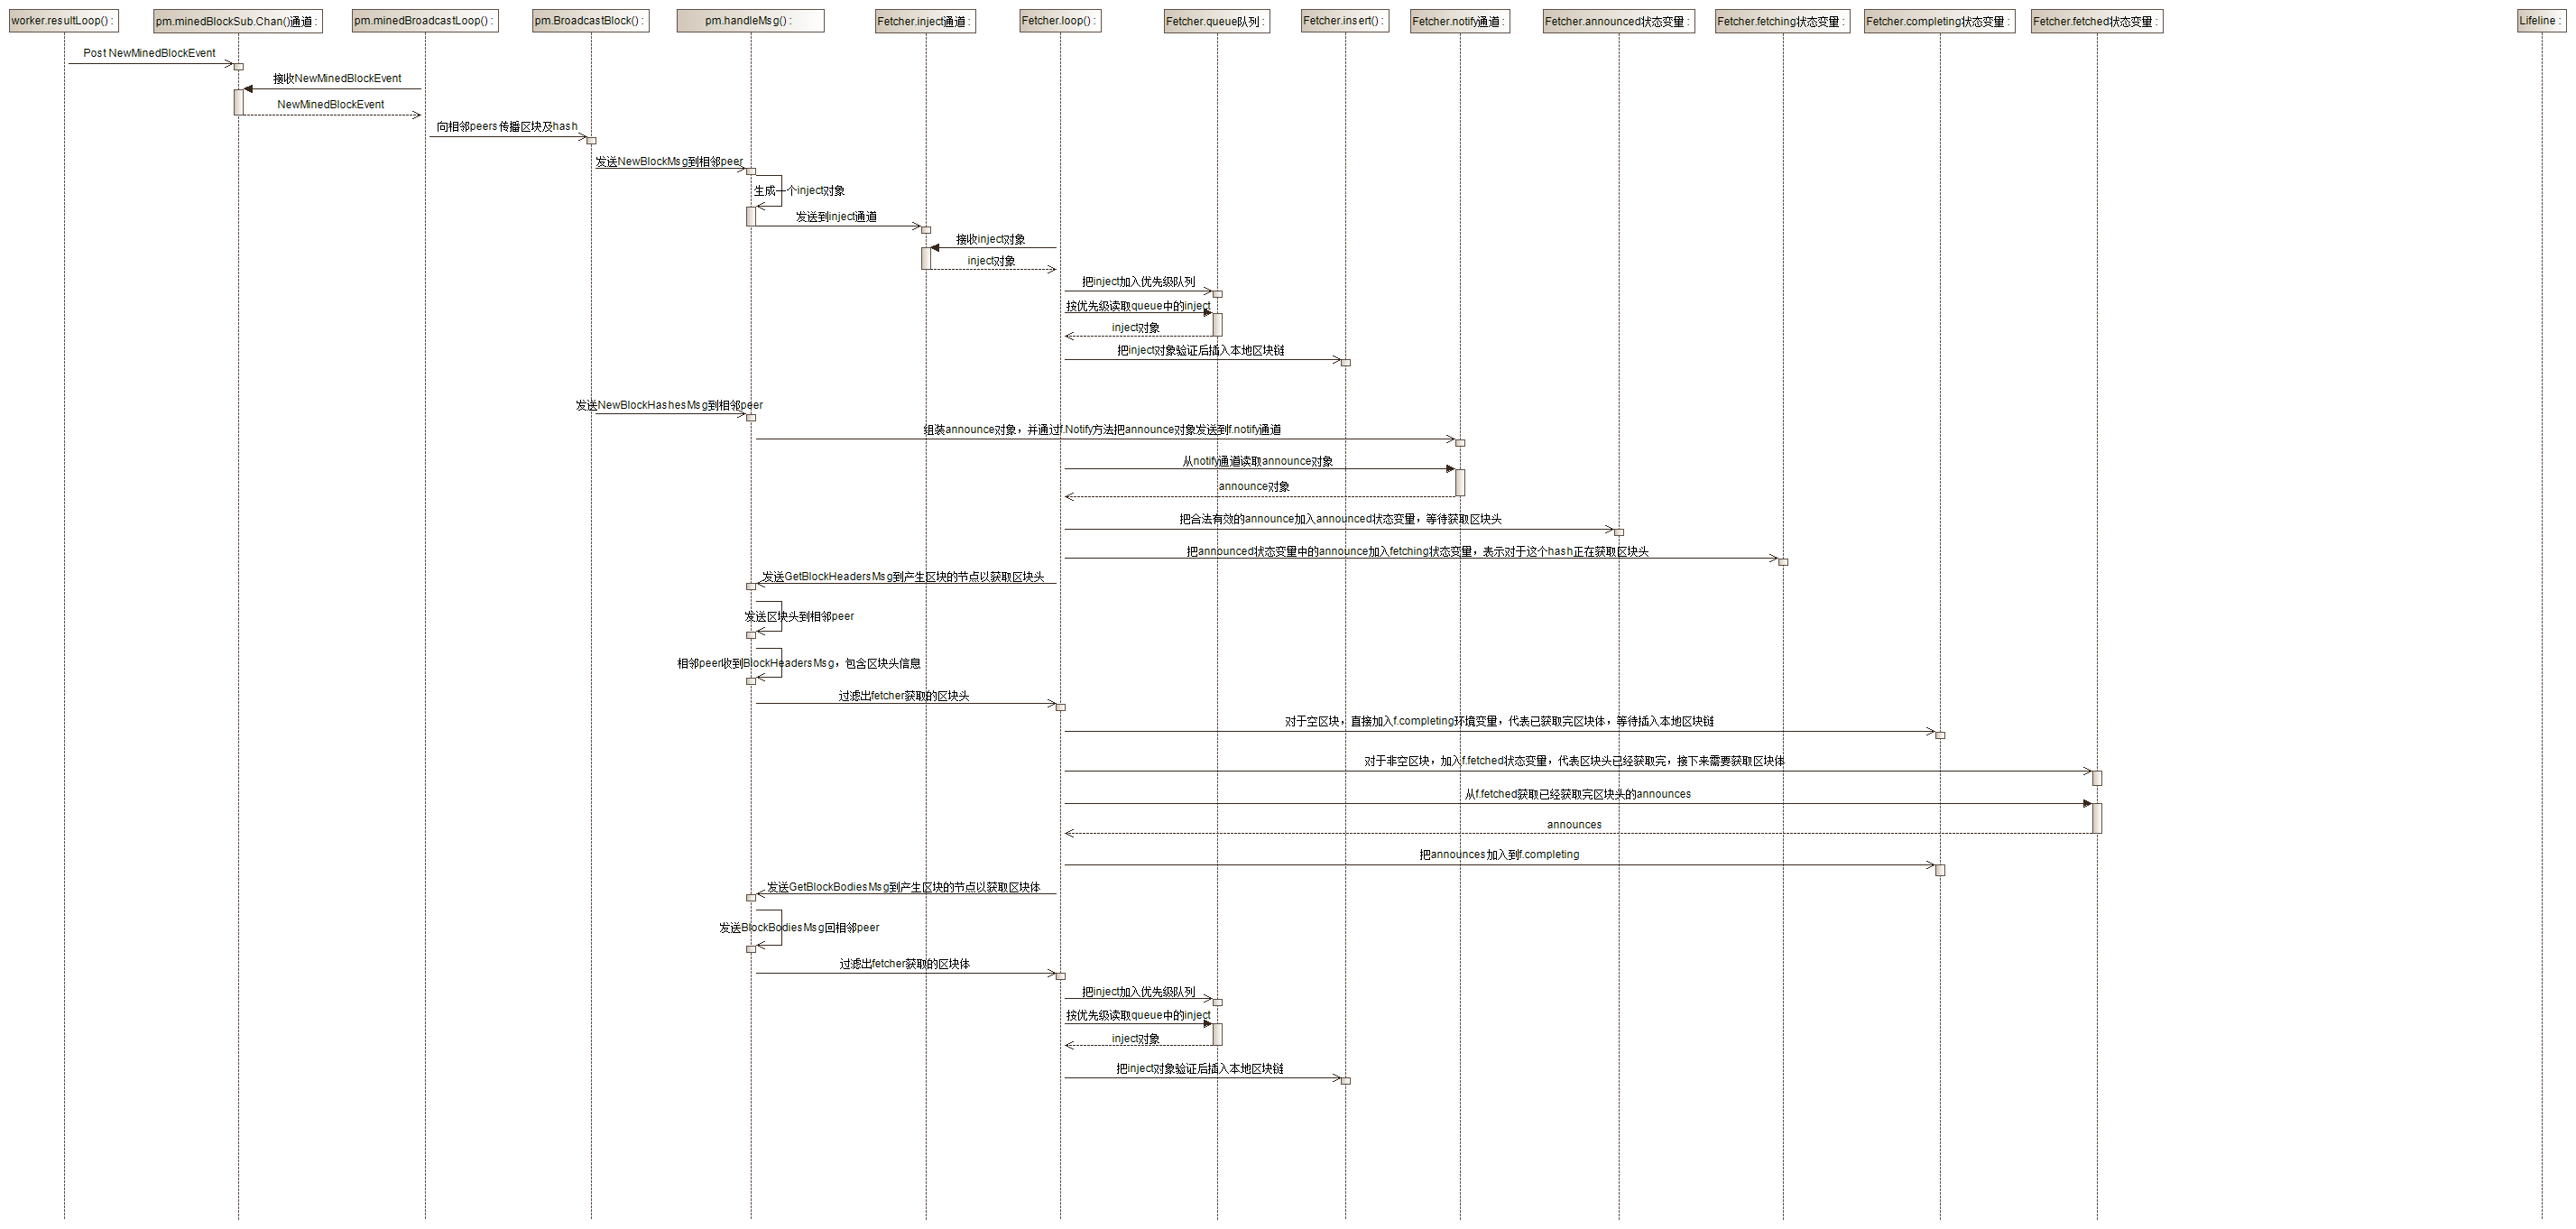 worker.resultLoop() :
pm.minedBlockSub.Chan()通道 :
pm.minedBroadcastLoop() :
pm.BroadcastBlock() :
pm.handleMsg() :
Fetcher.inject通道 :
Fetcher.loop() :
Fetcher.queue队列 :
Fetcher.insert() :
Fetcher.notify通道 :
Fetcher.announced状态变量 :
Fetcher.fetching状态变量 :
Fetcher.completing状态变量 :
Fetcher.fetched状态变量 :
Lifeline :
Post NewMinedBlockEvent
接收NewMinedBlockEvent
NewMinedBlockEvent
向相邻peers传播区块及hash
发送NewBlockMsg到相邻peer
生成一个inject对象
发送到inject通道
接收inject对象
inject对象
把inject加入优先级队列
按优先级读取queue中的inject
inject对象
把inject对象验证后插入本地区块链
发送NewBlockHashesMsg到相邻peer
组装announce对象，并通过f.Notify方法把announce对象发送到f.notify通道
从notify通道读取announce对象
announce对象
把合法有效的announce加入announced状态变量，等待获取区块头
把announced状态变量中的announce加入fetching状态变量，表示对于这个hash正在获取区块头
发送GetBlockHeadersMsg到产生区块的节点以获取区块头
发送区块头到相邻peer
相邻peer收到BlockHeadersMsg，包含区块头信息
过滤出fetcher获取的区块头
对于空区块，直接加入f.completing环境变量，代表已获取完区块体，等待插入本地区块链
对于非空区块，加入f.fetched状态变量，代表区块头已经获取完，接下来需要获取区块体
从f.fetched获取已经获取完区块头的announces
announces
把announces加入到f.completing
发送GetBlockBodiesMsg到产生区块的节点以获取区块体
发送BlockBodiesMsg回相邻peer
过滤出fetcher获取的区块体
把inject加入优先级队列
按优先级读取queue中的inject
inject对象
把inject对象验证后插入本地区块链